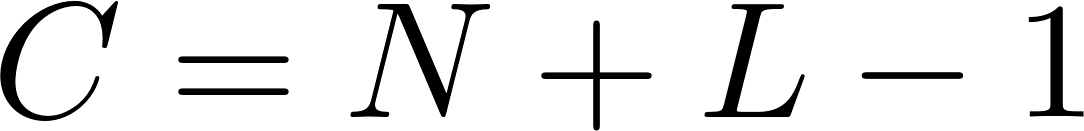 C = N + L − 1